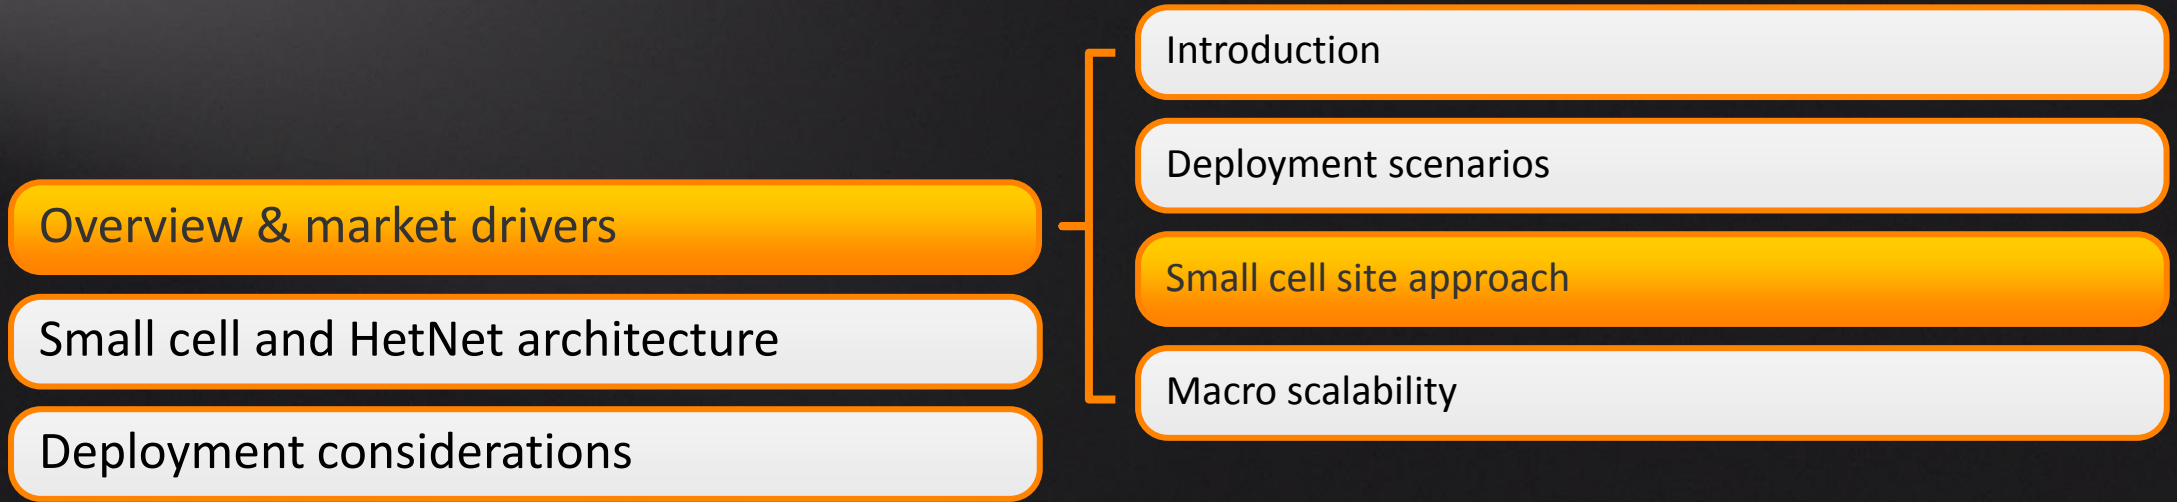 Overview & market drivers
Small cell and HetNet architecture
Deployment considerations
Introduction
Deployment scenarios
Small cell site approach
Macro scalability